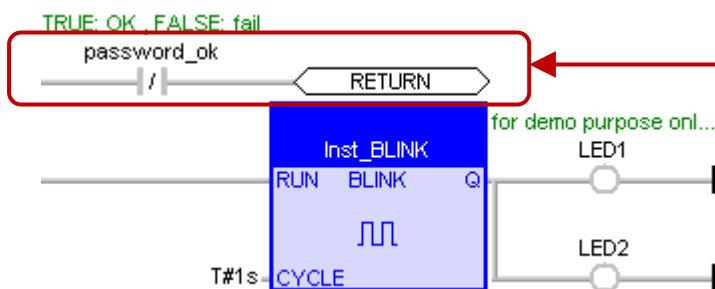 TRUE: OK , FALSE: fail
password_ok
/
RETURN
for demo purpose onl...
Inst_BLINK
LED1
RUN BLINK Q
LED2
T#1s CYCLE